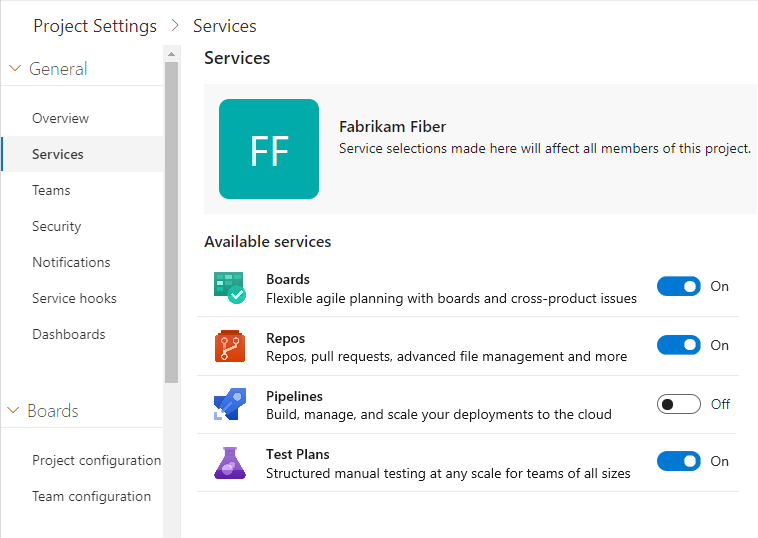 Project Settings > Services
General
Overview
Services
Teams
Security
Notifications
Service hooks
Dashboards
Boards
Project configuration
Team configuration
Services
FF
Fabrikam Fiber
Service selections made here will affect all members of this project.
Available services
Boards
Flexible agile planning with boards and cross-product issues
On
Repos
Repos, pull requests, advanced file management and more
On
Pipelines
Build, manage, and scale your deployments to the cloud
Off
Test Plans
Structured manual testing at any scale for teams of all sizes
On